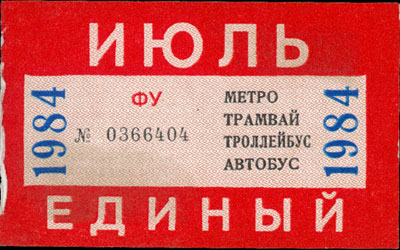 ИЮЛЬ
1984
ФУ
№ 0366404
МЕТРО
ТРАМВАЙ
ТРОЛЛЕЙБУС
АВТОБУС
1984
ЕДИНЫЙ